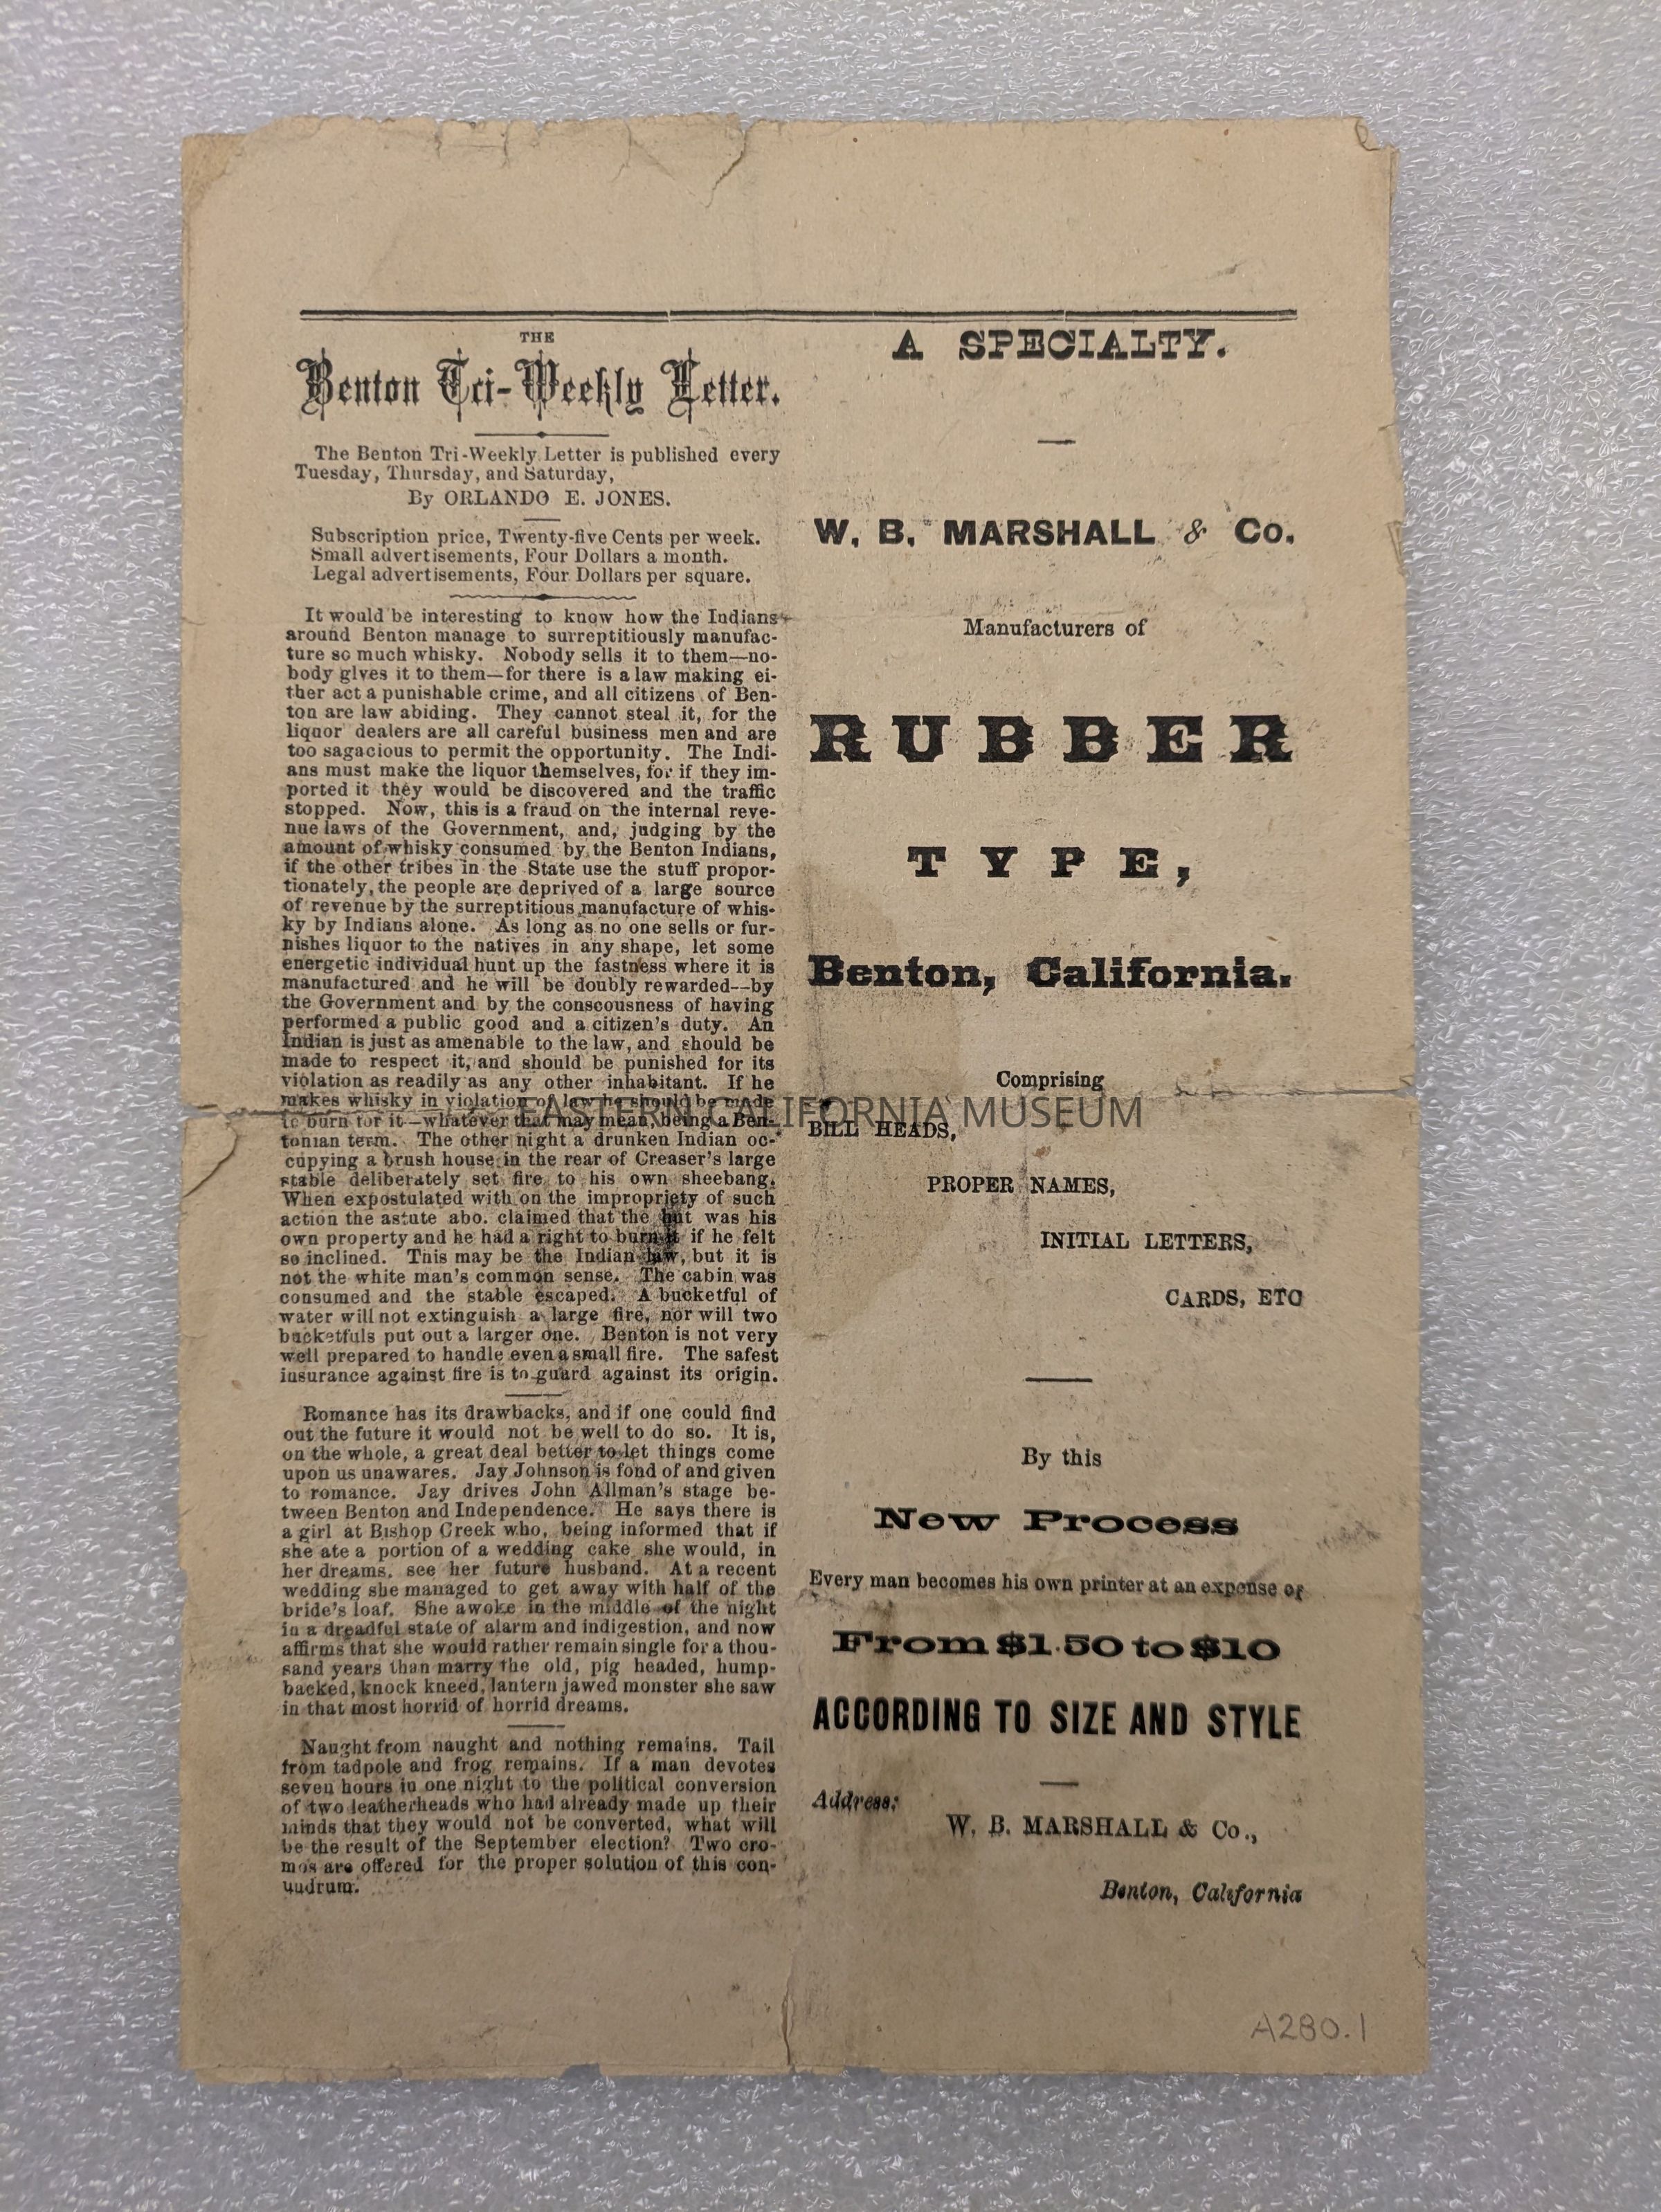 THE
Benton Tri-Weekly Letter.
The Benton Tri-Weekly Letter is published every
Tuesday, Thursday, and Saturday,
By ORLANDO E. JONES.
Subscription price, Twenty-five Cents per week.
Small advertisements, Four Dollars a month.
Legal advertisements, Four Dollars per square.
It would be interesting to know how the Indians
around Benton manage to surreptitiously manufac-
ture so much whisky. Nobody sells it to them—no-
body gives it to them—for there is a law making ei-
ther act a punishable crime, and all citizens of Ben-
ton are law abiding. They cannot steal it, for the
liquor dealers are all careful business men and are
too sagacious to permit the opportunity. The Indi-
ans must make the liquor themselves, for if they im-
ported it they would be discovered and the traffic
stopped. Now, this is a fraud on the internal reve-
nue laws of the Government, and, judging by the
amount of whisky consumed by the Benton Indians,
if the other tribes in the State use the stuff propor-
tionately, the people are deprived of a large source
of revenue by the surreptitious manufacture of whis-
ky by Indians alone. As long as no one sells or fur-
nishes liquor to the natives in any shape, let some
energetic individual hunt up the fastness where it is
manufactured and he will be doubly rewarded--by
the Government and by the conscousness of having
performed a public good and a citizen's duty. An
Indian is just as amenable to the law, and should be
made to respect it, and should be punished for its
violation as readily as any other inhabitant. If he
makes whisky in violation of law he should be made
to burn for it—whatever that may mean, being a Ben-
tonian term. The other night a drunken Indian oc-
cupying a brush house in the rear of Creaser's large
stable deliberately set fire to his own sheebang.
When expostulated with on the impropriety of such
action the astute abo. claimed that the hut was his
own property and he had a right to burn it if he felt
so inclined. This may be the Indian law, but it is
not the white man's common sense. The cabin was
consumed and the stable escaped. A bucketful of
water will not extinguish a large fire, nor will two
bucketfuls put out a larger one. Benton is not very
well prepared to handle even a small fire. The safest
insurance against fire is to guard against its origin.
Romance has its drawbacks, and if one could find
out the future it would not be well to do so. It is,
on the whole, a great deal better to let things come
upon us unawares. Jay Johnson is fond of and given
to romance. Jay drives John Allman's stage be-
tween Benton and Independence. He says there is
a girl at Bishop Creek who, being informed that if
she ate a portion of a wedding cake she would, in
her dreams, see her future husband. At a recent
wedding she managed to get away with half of the
bride's loaf. She awoke in the middle of the night
in a dreadful state of alarm and indigestion, and now
affirms that she would rather remain single for a thou-
sand years than marry the old, pig headed, hump-
backed, knock kneed, lantern jawed monster she saw
in that most horrid of horrid dreams.
Naught from naught and nothing remains. Tail
from tadpole and frog remains. If a man devotes
seven hours in one night to the political conversion
of two leatherheads who had already made up their
minds that they would not be converted, what will
be the result of the September election? Two cro-
mos are offered for the proper solution of this con-
undrum.
A SPECIALTY.
W. B. MARSHALL & Co.
Manufacturers of
RUBBER
TYPE,
Benton, California.
Comprising
EASTERN CALIFORNIA MUSEUM
BILL HEADS,
PROPER NAMES,
INITIAL LETTERS,
CARDS, ETC
By this
New Process
Every man becomes his own printer at an expense of
From $1.50 to $10
ACCORDING TO SIZE AND STYLE
Address:
W. B. MARSHALL & Co.,
Benton, California
A280.1